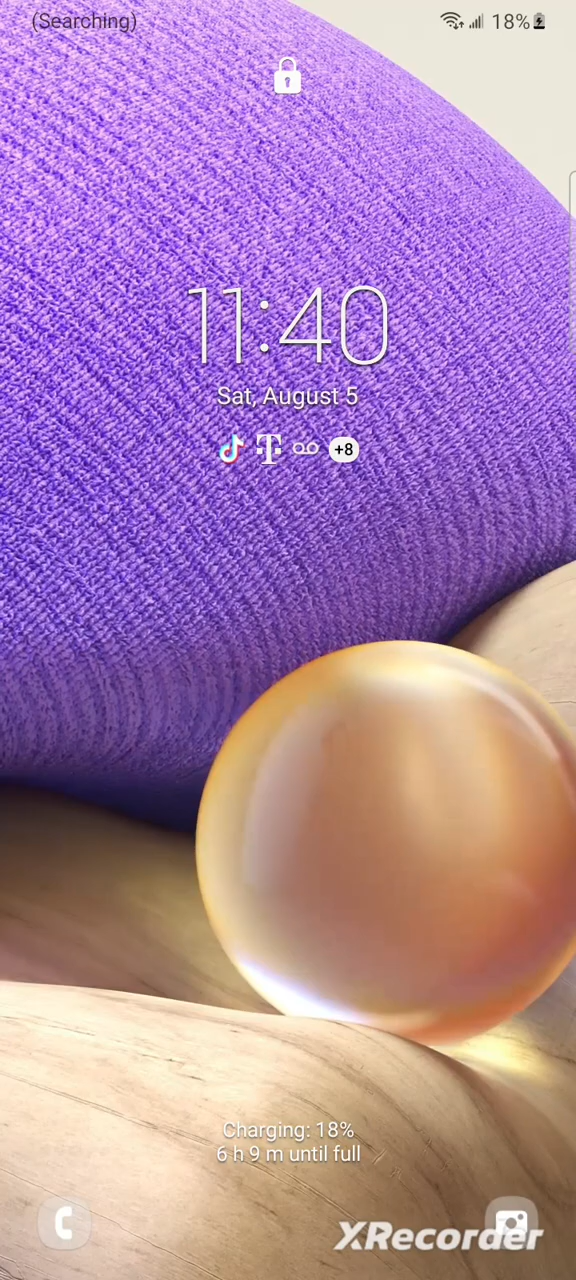 (Searching)
18%
11:40
Sat, August 5
T
+8
Charging: 18%
6 h 9 m until full
XRecorder